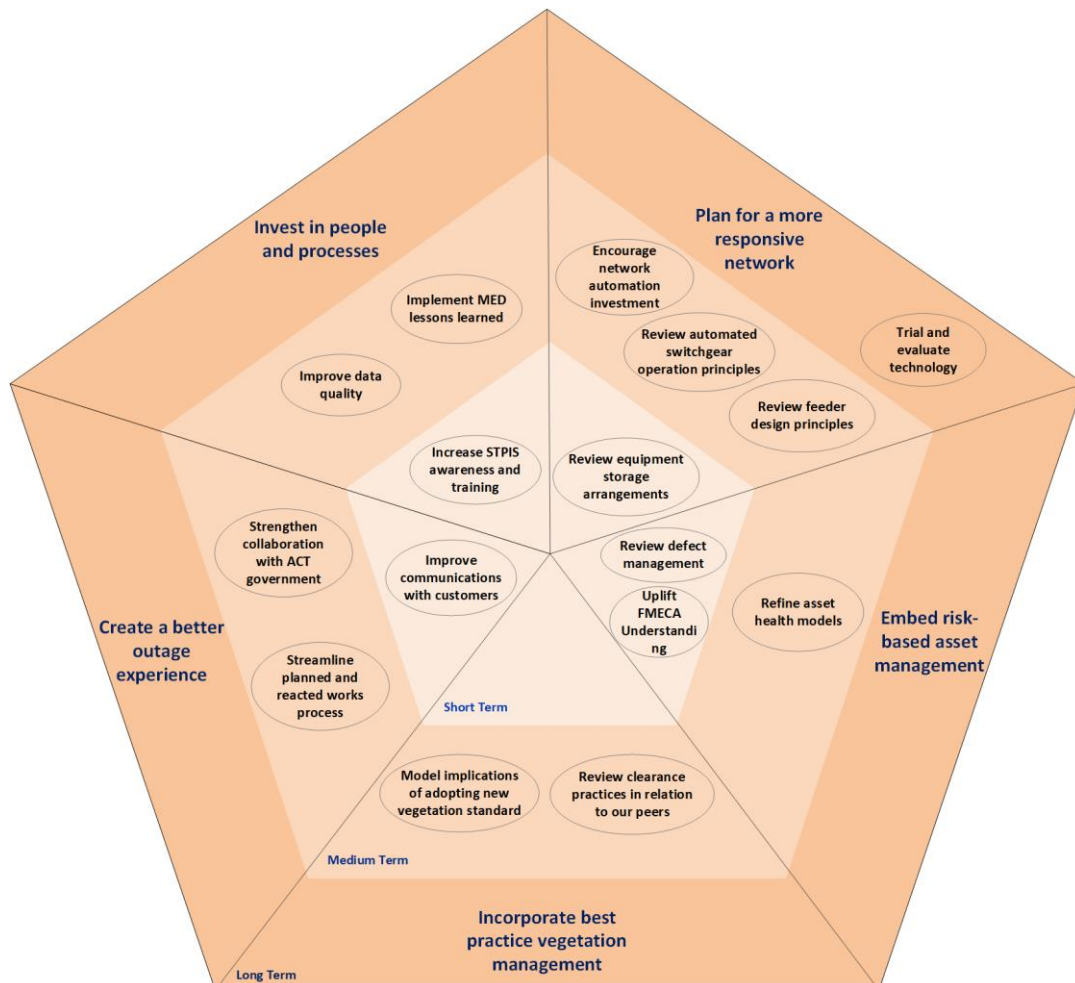 Invest in people
and processes
Plan for a more
responsive
network
Encourage
network
automation
investment
Implement MED
lessons learned
Review automated
switchgear
operation principles
Trial and
evaluate
technology
Improve data
quality
Review feeder
design principles
Increase STPIS
awareness and
training
Review equipment
storage
arrangements
Strengthen
collaboration
with ACT
government
Improve
communications
with customers
Review defect
management
Uplift
FMECA
Understandi
ng
Refine asset
health models
Create a better
outage
experience
Embed risk-
based asset
management
Streamline
planned and
reacted works
process
Short Term
Model implications
of adopting new
vegetation standard
Review clearance
practices in relation
to our peers
Medium Term
Incorporate best
practice vegetation
management
Long Term